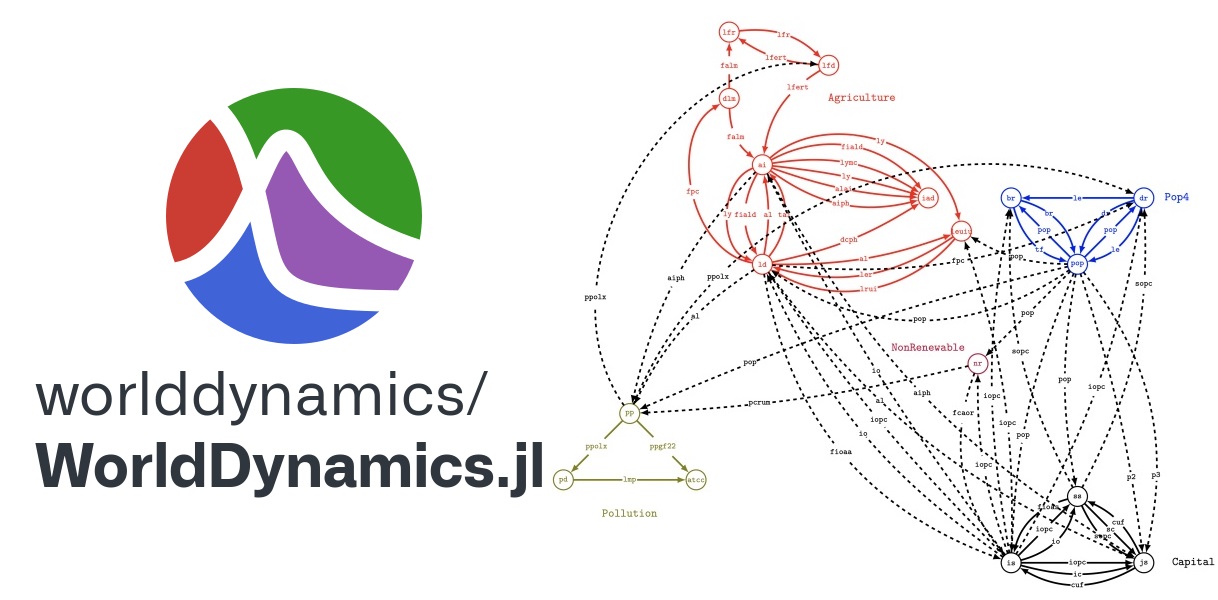 worlddynamics/
WorldDynamics.jl
lfr
lfr
lfert
lfd
falm
dlm
lfert
Agriculture
falm
ai
ly
fiald
lymc
ly
aiph
fpc
iad
ly
fiald
al
dcph
ld
al
ler
lrui
br
le
dr
Pop4
br
pop
pop
tf
le
pop
fpc
pop
sopc
aiph
ppolx
ppolx
al
pop
pop
NonRenewable
nr
sopc
pop
io
pop
iopc
pcrum
al
aiph
iopc
fcaor
iopc
iopc
pop
io
fioaa
iopc
pp
ppolx
ppgf22
pd
lmp
atcc
Pollution
p2
p3
ss
fioaa
cuf
iopc
sc
sopc
io
is
iopc
js
Capital
ic
cuf